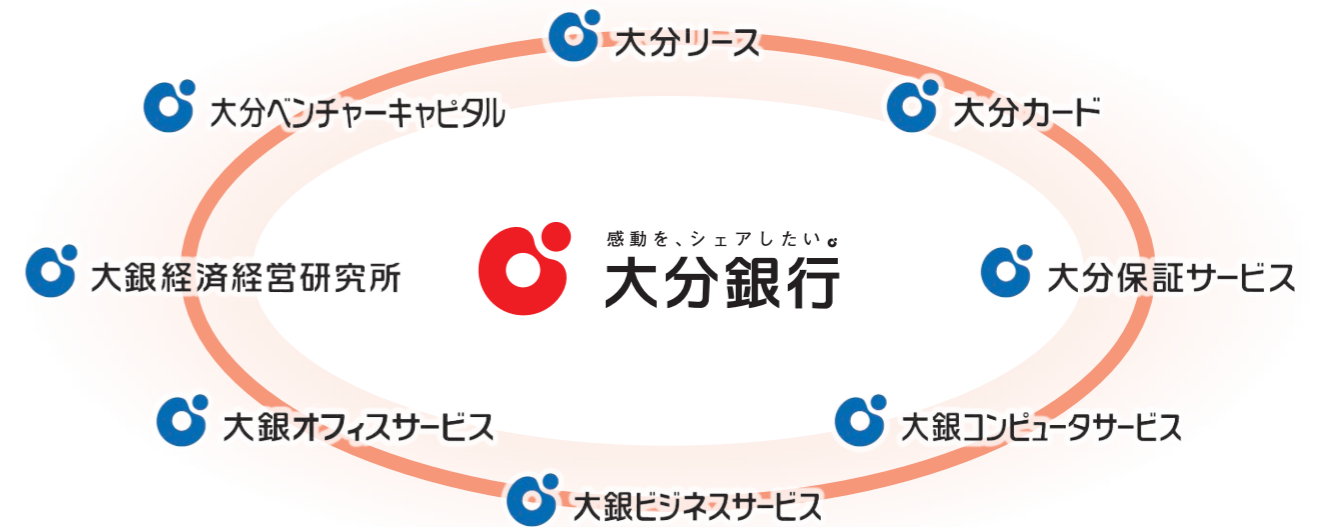 大分リース
大分ベンチャーキャピタル
大分カード
感動を、シェアしたい。
大分銀行
大銀経済経営研究所
大分保証サービス
大銀オフィスサービス
大銀コンピュータサービス
大銀ビジネスサービス